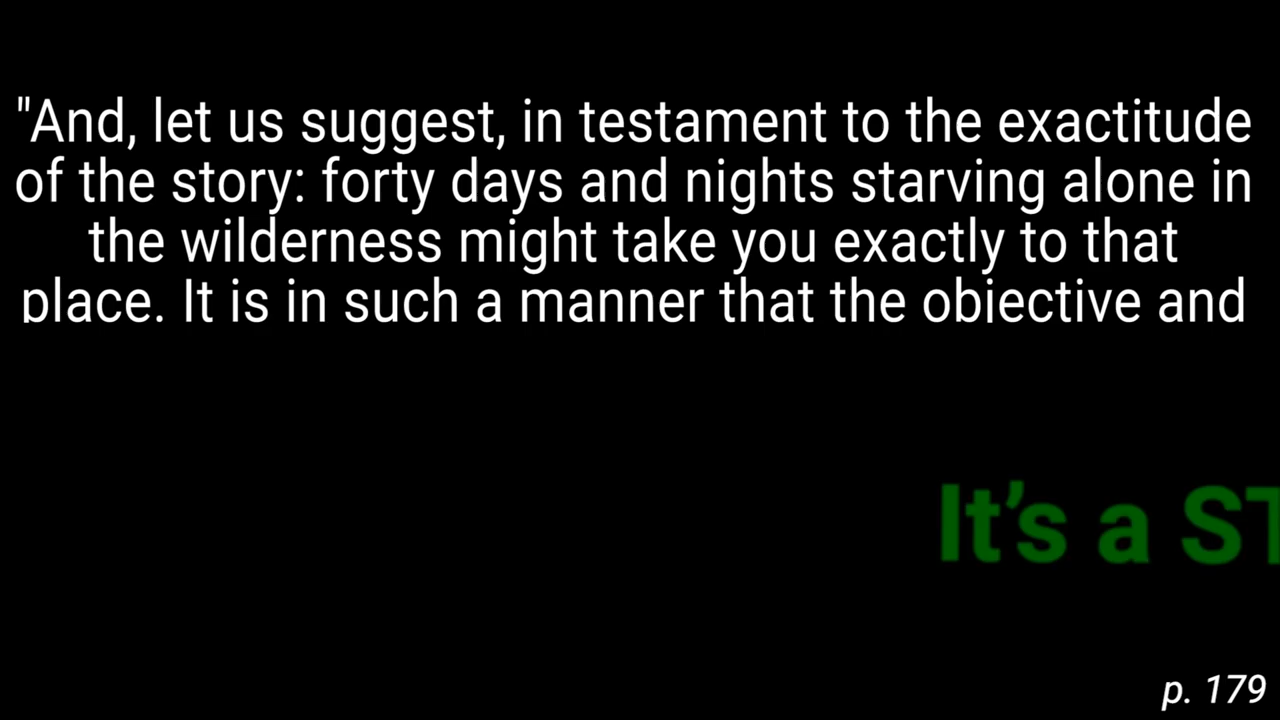 "And, let us suggest, in testament to the exactitude
of the story: forty days and nights starving alone in
the wilderness might take you exactly to that
place. It is in such a manner that the objective and
It’s a ST
p. 179